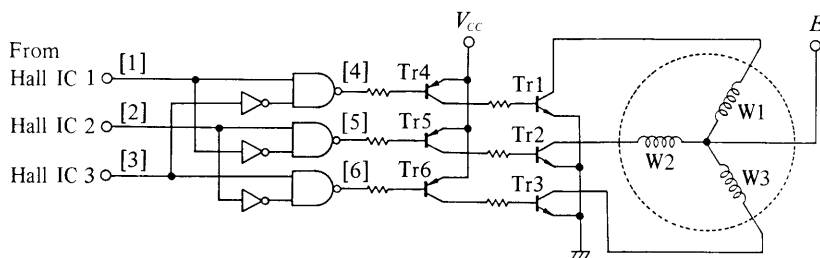 V_CC
E
From
Hall IC 1
[1]
[4]
Tr4
Tr1
W1
Hall IC 2
[2]
[5]
Tr5
Tr2
W2
Hall IC 3
[3]
[6]
Tr6
Tr3
W3